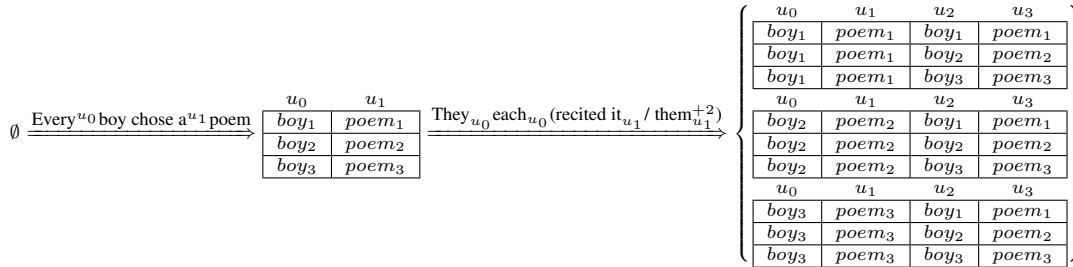 u₀ u₁ u₂ u₃
boy₁ poem₁ boy₁ poem₁
boy₁ poem₁ boy₂ poem₂
boy₁ poem₁ boy₃ poem₃
∅ Every^u₀ boy chose a^u₁ poem
u₀ u₁
boy₁ poem₁
boy₂ poem₂
boy₃ poem₃
They_u₀ each_u₀ (recited it_u₁ / them_u₁^+2)
u₀ u₁ u₂ u₃
boy₂ poem₂ boy₁ poem₁
boy₂ poem₂ boy₂ poem₂
boy₂ poem₂ boy₃ poem₃
u₀ u₁ u₂ u₃
boy₃ poem₃ boy₁ poem₁
boy₃ poem₃ boy₂ poem₂
boy₃ poem₃ boy₃ poem₃